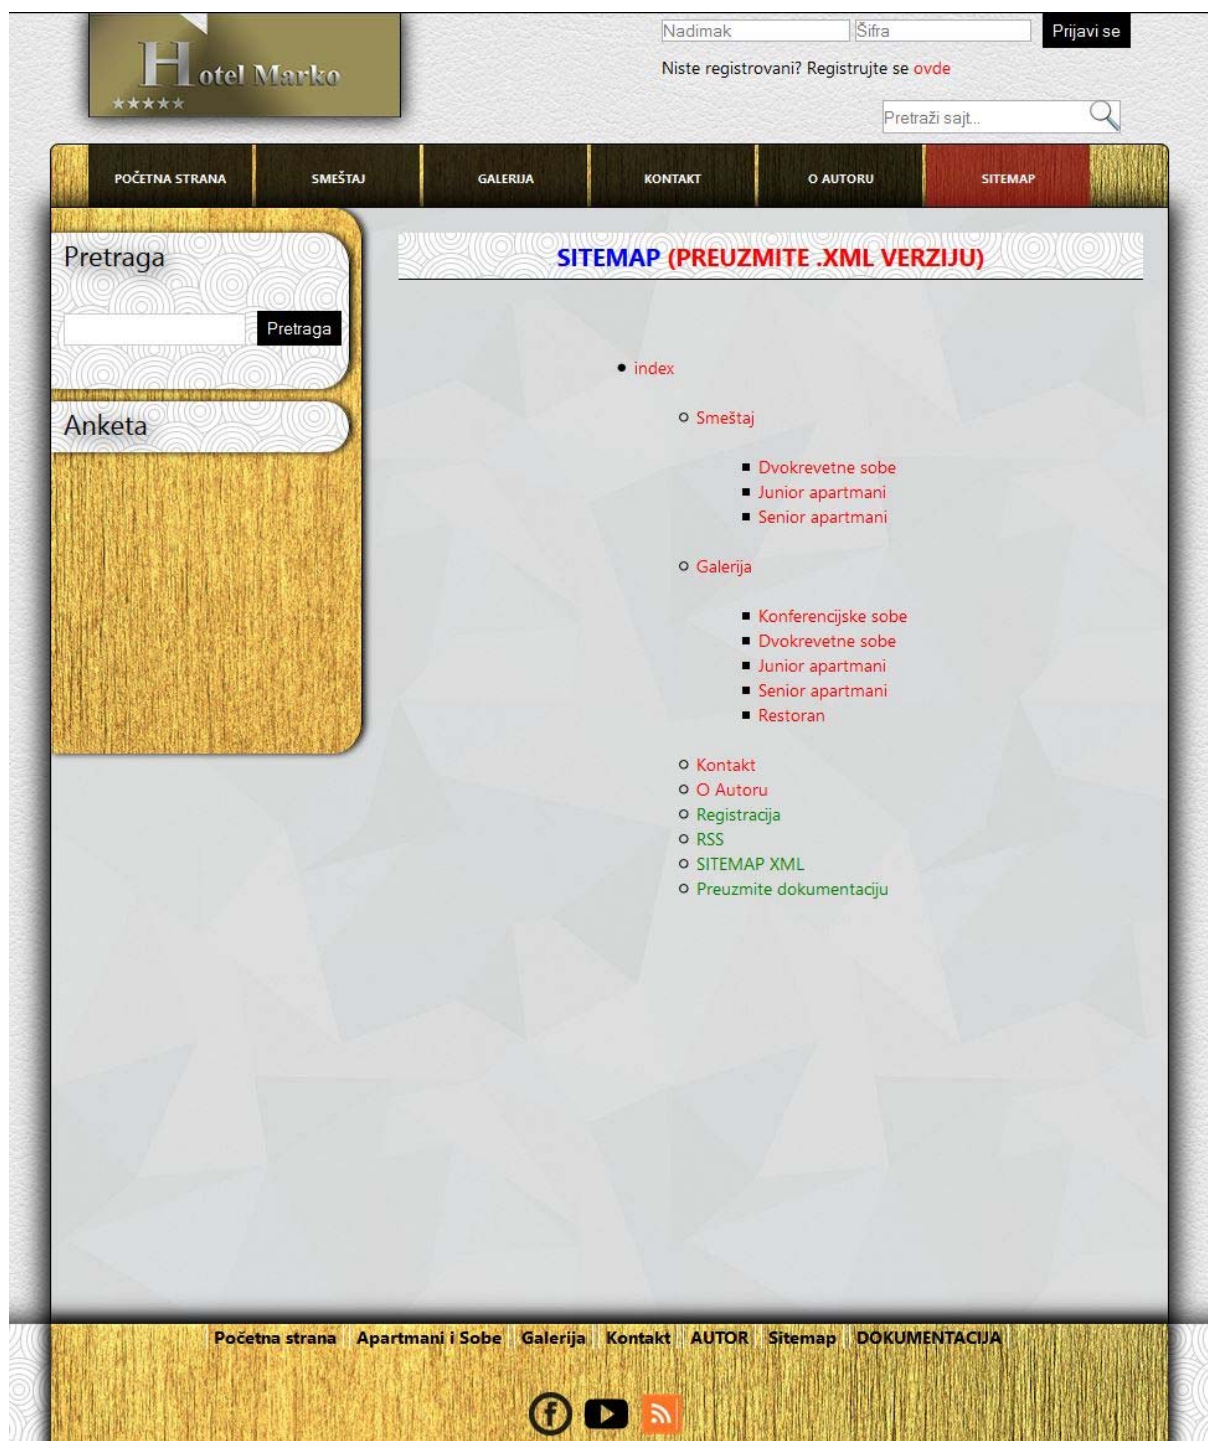 Hotel Marko
★★★★★
Nadimak Šifra Prijavi se
Niste registrovani? Registrujte se ovde
Pretraži sajt...
POČETNA STRANA SMEŠTAJ GALERIJA KONTAKT O AUTORU SITEMAP
Pretraga
Pretraga
Anketa
SITEMAP (PREUZMITE .XML VERZIJU)
index
Smeštaj
Dvokrevetne sobe
Junior apartmani
Senior apartmani
Galerija
Konferencijske sobe
Dvokrevetne sobe
Junior apartmani
Senior apartmani
Restoran
Kontakt
O Autoru
Registracija
RSS
SITEMAP XML
Preuzmite dokumentaciju
Početna strana Apartmani i Sobe Galerija Kontakt AUTOR Sitemap DOKUMENTACIJA